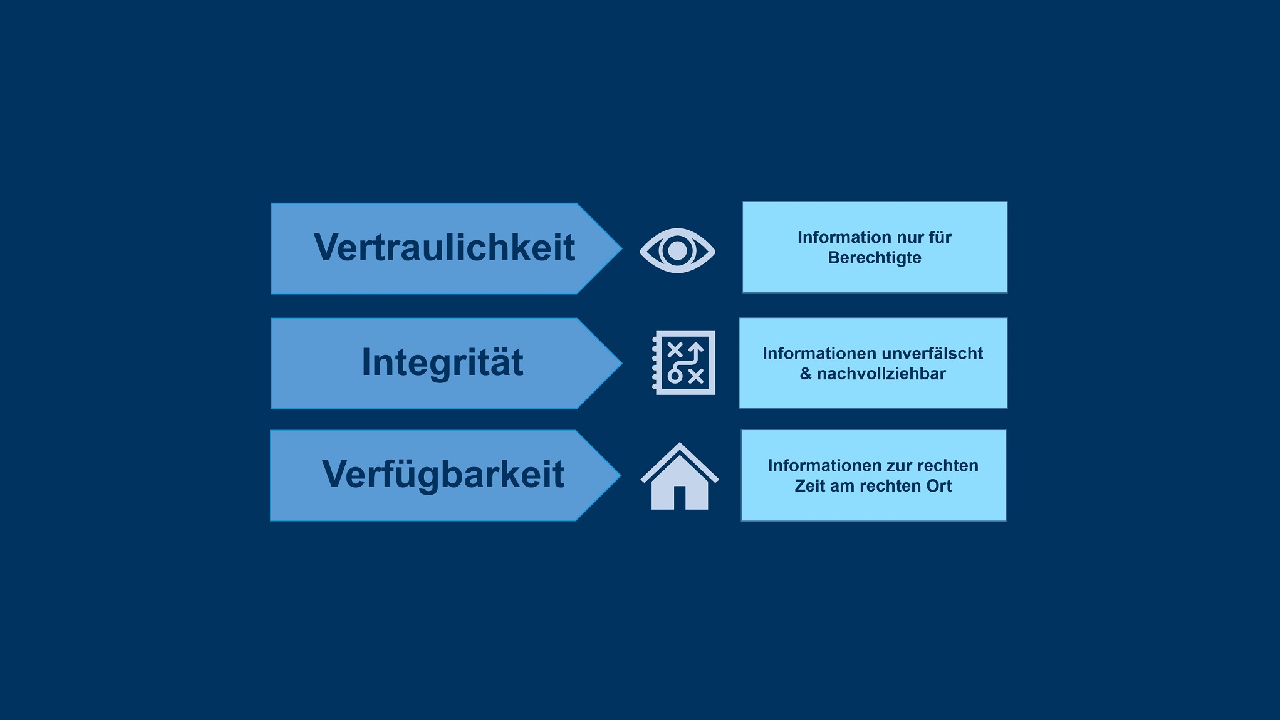 Vertraulichkeit
Information nur für
Berechtigte
Integrität
Informationen unverfälscht
& nachvollziehbar
Verfügbarkeit
Informationen zur rechten
Zeit am rechten Ort